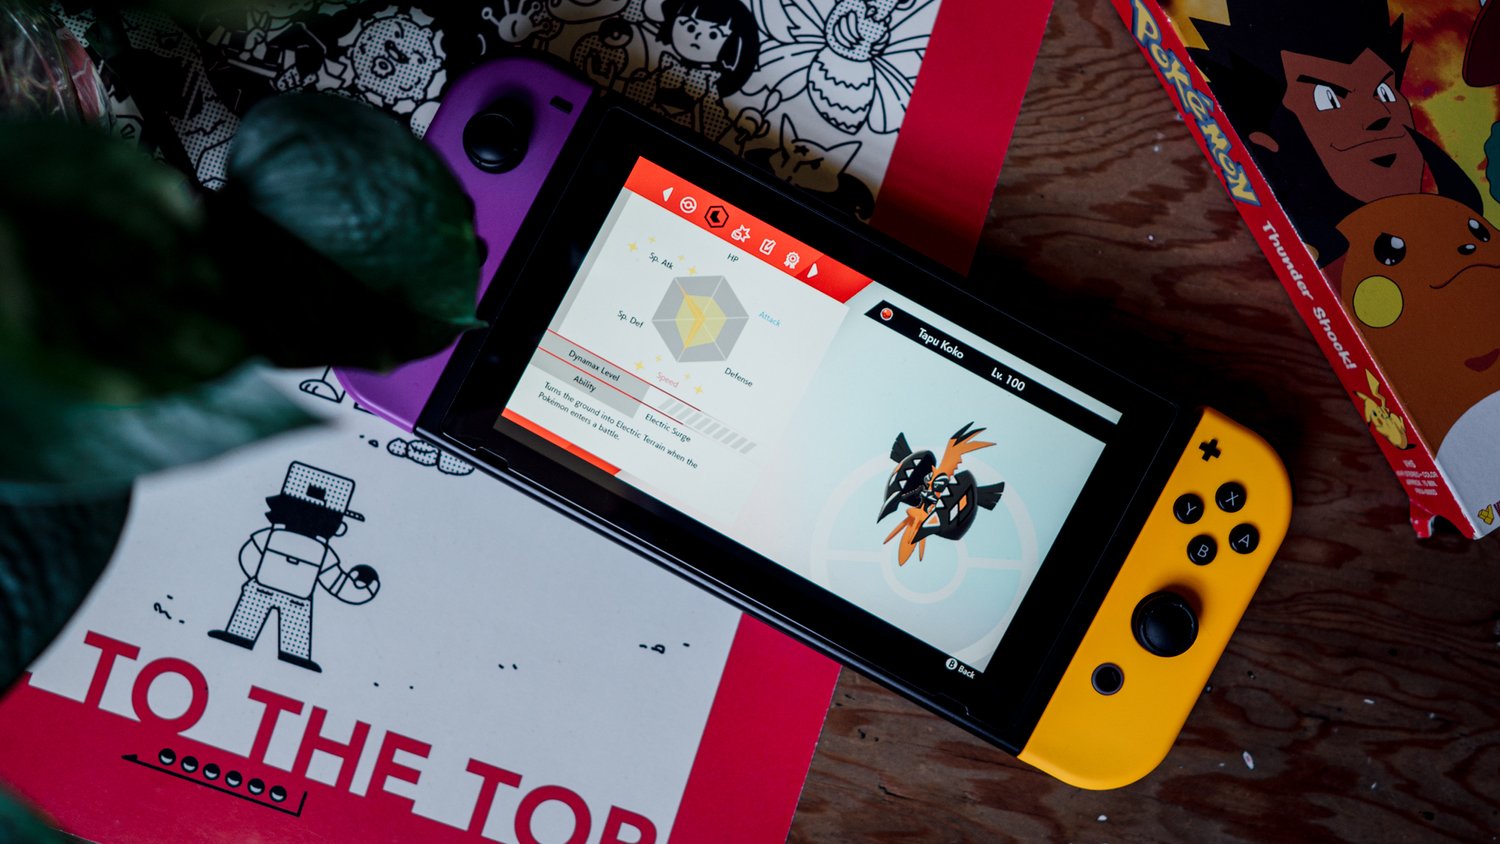 HP
Sp. Atk
Attack
Sp. Def
Defense
Speed
Dynamax Level
Ability
Electric Surge
Turns the ground into Electric Terrain when the
Pokémon enters a battle.
Tapu Koko
Lv. 100
B Back
X
Y
A
B
POKéMON
Thunder Shock!
VHS
TO THE TOP